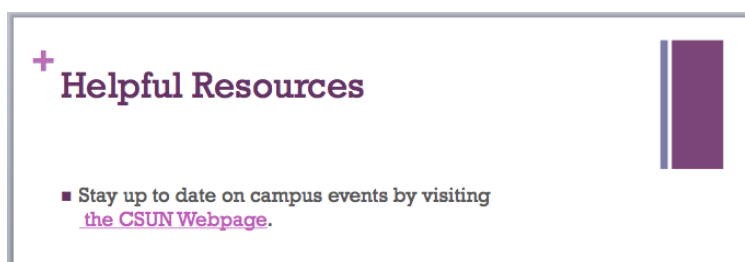 +
Helpful Resources
■ Stay up to date on campus events by visiting
the CSUN Webpage.